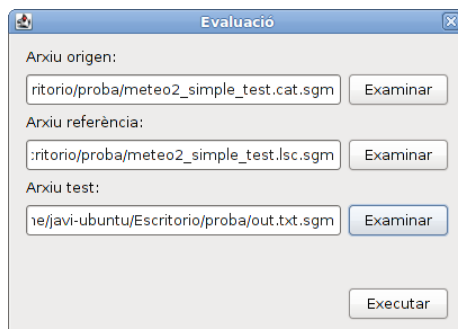 Evaluació
Arxiu origen:
ritorio/proba/meteo2_simple_test.cat.sgm Examinar
Arxiu referència:
:ritorio/proba/meteo2_simple_test.lsc.sgm Examinar
Arxiu test:
ne/javi-ubuntu/Escritorio/proba/out.txt.sgm Examinar
Executar